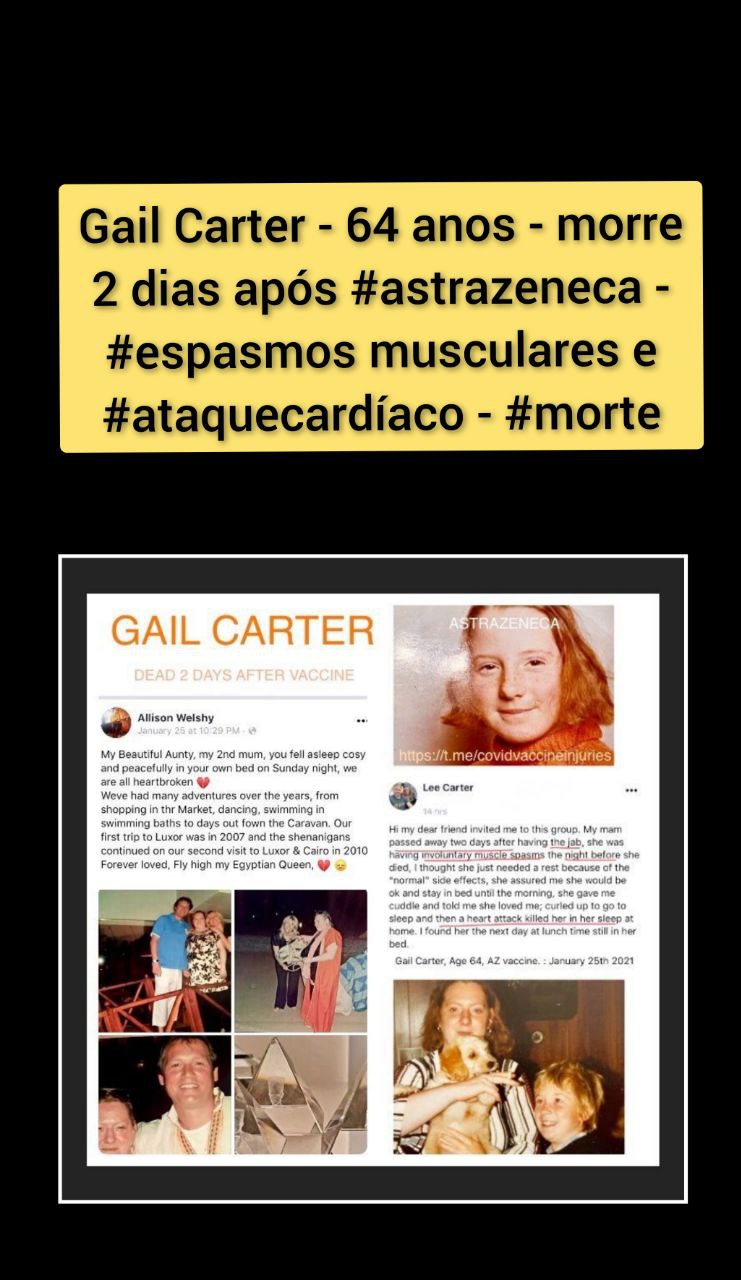 Gail Carter - 64 anos - morre
2 dias após #astrazeneca -
#espasmos musculares e
#ataquecardíaco - #morte
GAIL CARTER
DEAD 2 DAYS AFTER VACCINE
Allison Welshy
January 25 at 10:29 PM
My Beautiful Aunty, my 2nd mum, you fell asleep cosy
and peacefully in your own bed on Sunday night, we
are all heartbroken 💔
Weve had many adventures over the years, from
shopping in thr Market, dancing, swimming in
swimming baths to days out fown the Caravan. Our
first trip to Luxor was in 2007 and the shenanigans
continued on our second visit to Luxor & Cairo in 2010
Forever loved, Fly high my Egyptian Queen, 💔 😞
ASTRAZENECA
https://t.me/covidvaccineinjuries
Lee Carter
14 hrs
Hi my dear friend invited me to this group. My mam
passed away two days after having the jab, she was
having involuntary muscle spasms the night before she
died, I thought she just needed a rest because of the
"normal" side effects, she assured me she would be
ok and stay in bed until the morning, she gave me
cuddle and told me she loved me; curled up to go to
sleep and then a heart attack killed her in her sleep at
home. I found her the next day at lunch time still in her
bed.
Gail Carter, Age 64, AZ vaccine. : January 25th 2021